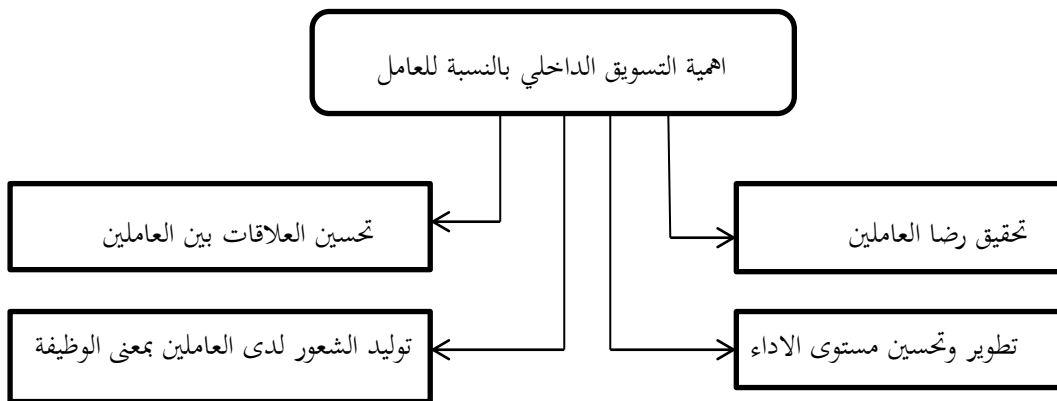 اهمية التسويق الداخلي بالنسبة للعامل
تحقيق رضا العاملين
تحسين العلاقات بين العاملين
تطوير وتحسين مستوى الاداء
توليد الشعور لدى العاملين بمعنى الوظيفة